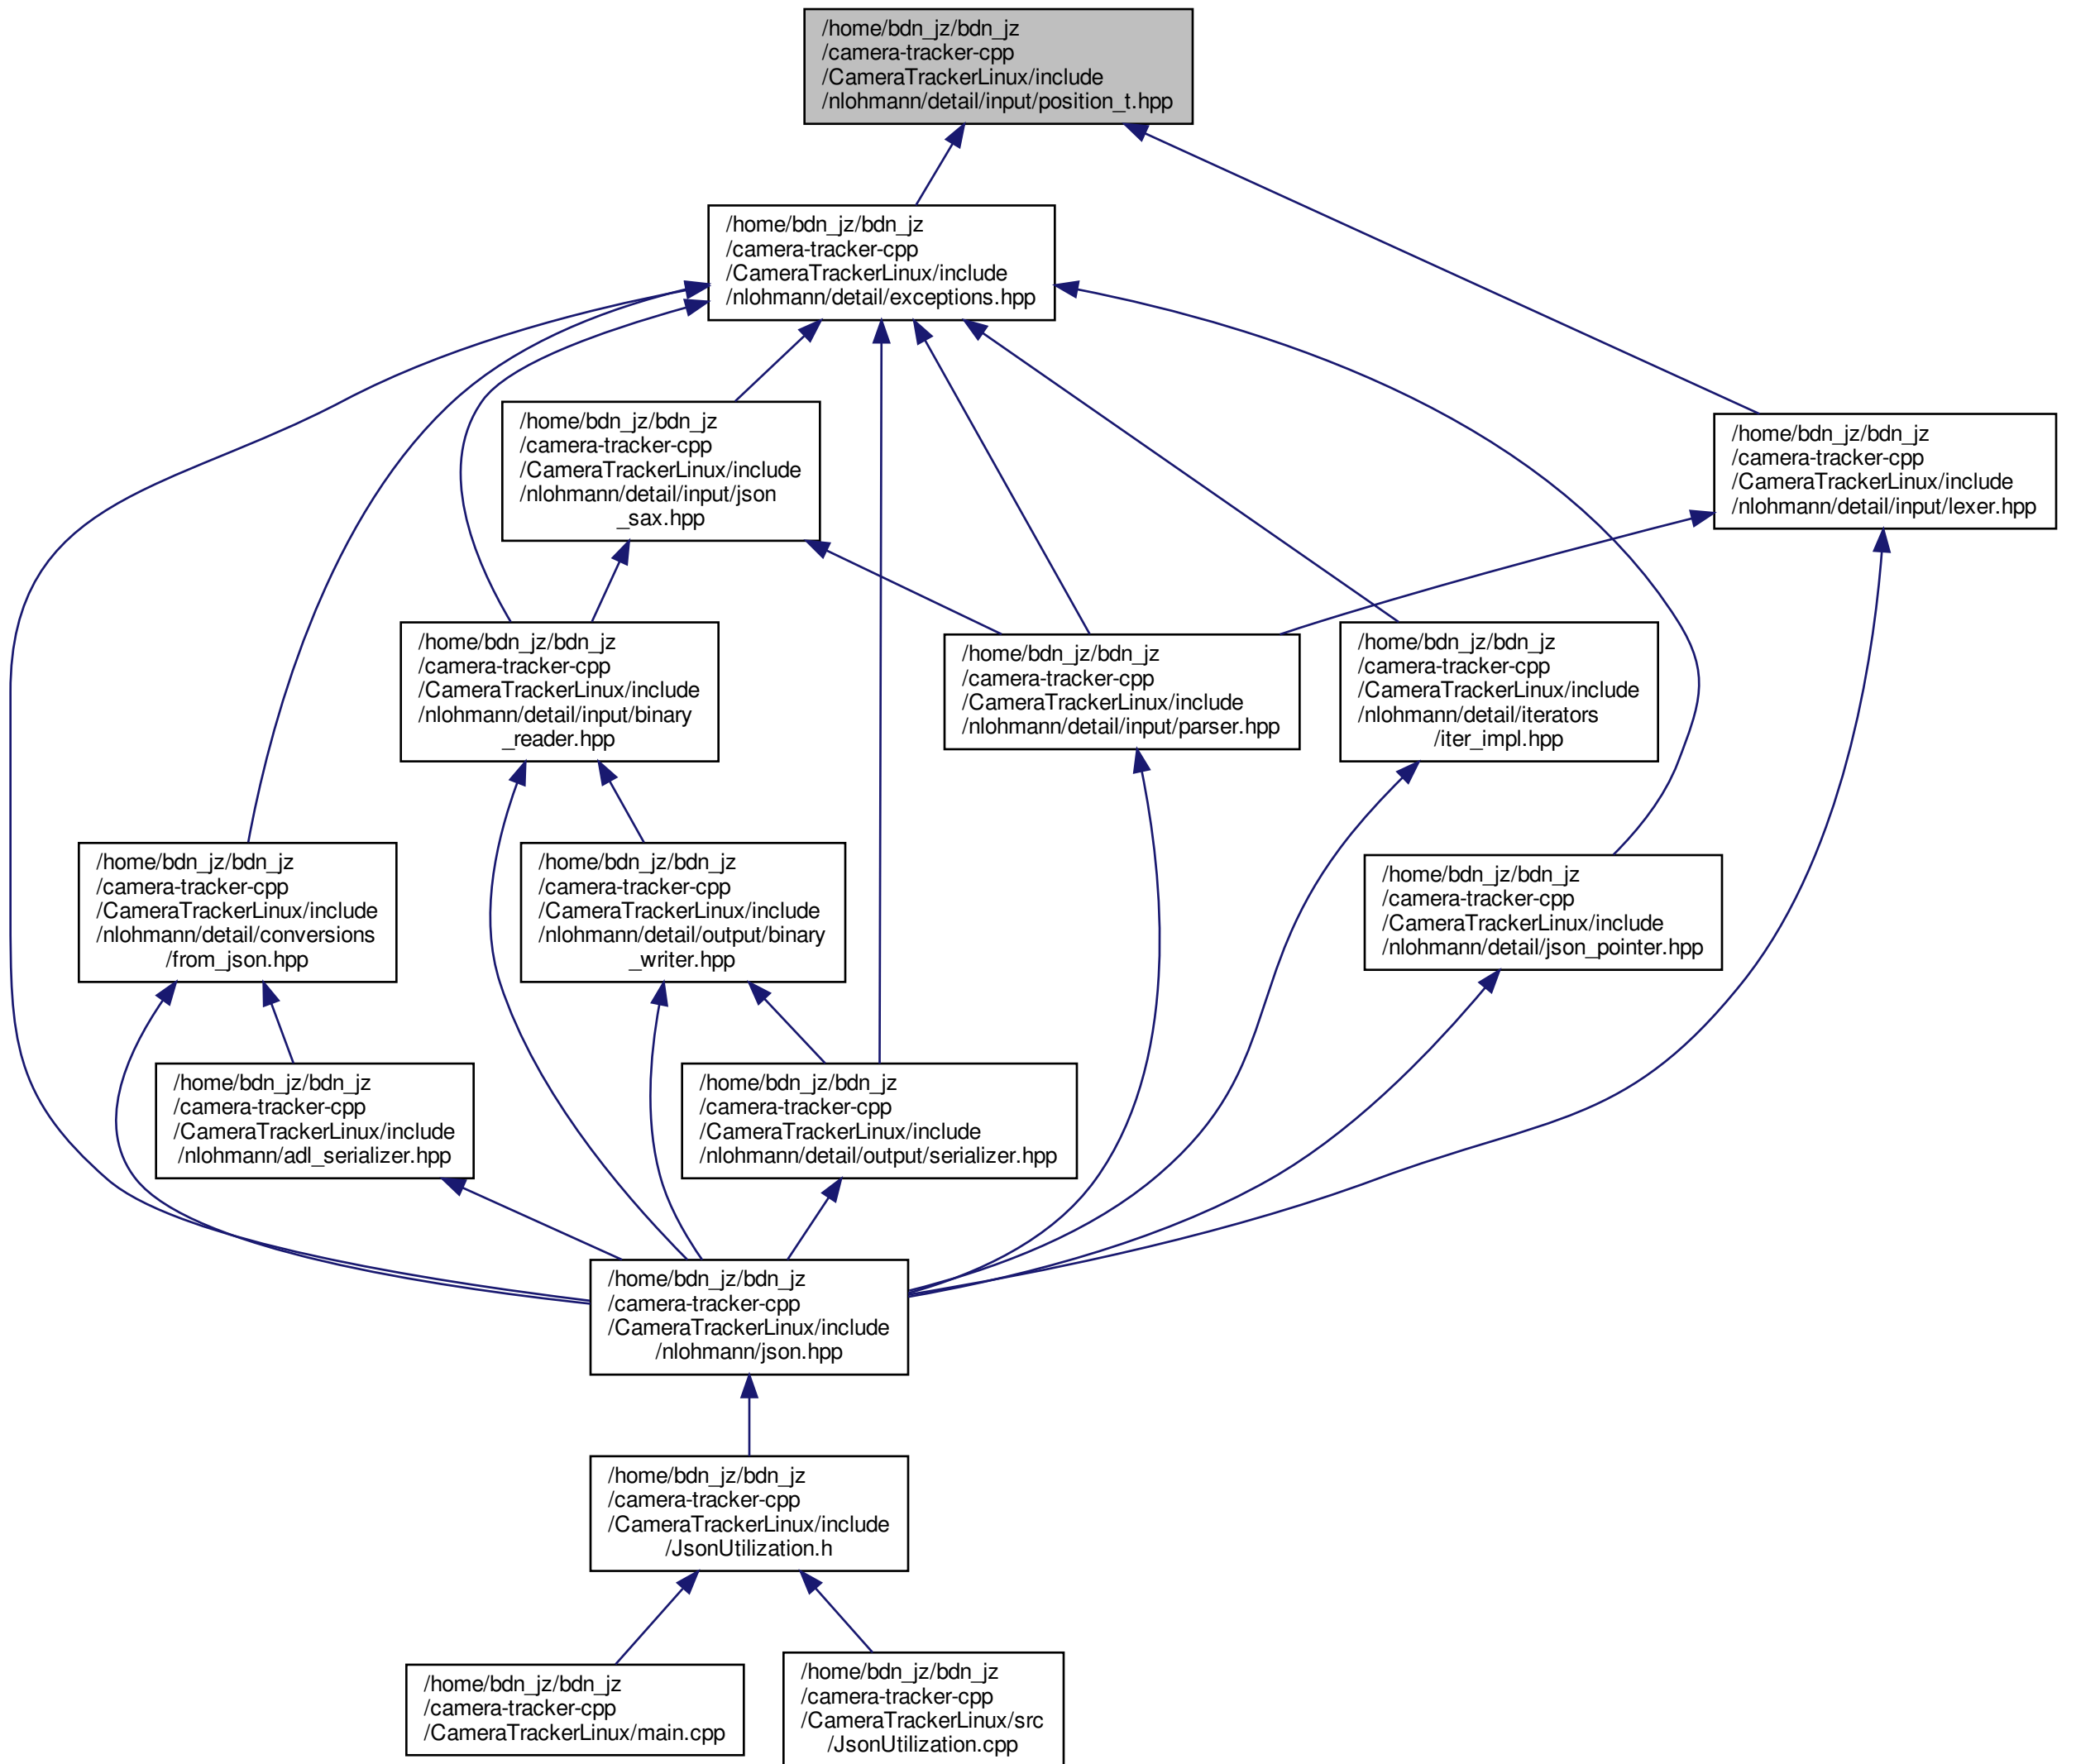 /home/bdn_jz/bdn_jz
/camera-tracker-cpp
/CameraTrackerLinux/include
/nlohmann/detail/input/position_t.hpp
/home/bdn_jz/bdn_jz
/camera-tracker-cpp
/CameraTrackerLinux/include
/nlohmann/detail/exceptions.hpp
/home/bdn_jz/bdn_jz
/camera-tracker-cpp
/CameraTrackerLinux/include
/nlohmann/detail/input/json
_sax.hpp
/home/bdn_jz/bdn_jz
/camera-tracker-cpp
/CameraTrackerLinux/include
/nlohmann/detail/input/lexer.hpp
/home/bdn_jz/bdn_jz
/camera-tracker-cpp
/CameraTrackerLinux/include
/nlohmann/detail/input/binary
_reader.hpp
/home/bdn_jz/bdn_jz
/camera-tracker-cpp
/CameraTrackerLinux/include
/nlohmann/detail/input/parser.hpp
/home/bdn_jz/bdn_jz
/camera-tracker-cpp
/CameraTrackerLinux/include
/nlohmann/detail/iterators
/iter_impl.hpp
/home/bdn_jz/bdn_jz
/camera-tracker-cpp
/CameraTrackerLinux/include
/nlohmann/detail/conversions
/from_json.hpp
/home/bdn_jz/bdn_jz
/camera-tracker-cpp
/CameraTrackerLinux/include
/nlohmann/detail/output/binary
_writer.hpp
/home/bdn_jz/bdn_jz
/camera-tracker-cpp
/CameraTrackerLinux/include
/nlohmann/detail/json_pointer.hpp
/home/bdn_jz/bdn_jz
/camera-tracker-cpp
/CameraTrackerLinux/include
/nlohmann/adl_serializer.hpp
/home/bdn_jz/bdn_jz
/camera-tracker-cpp
/CameraTrackerLinux/include
/nlohmann/detail/output/serializer.hpp
/home/bdn_jz/bdn_jz
/camera-tracker-cpp
/CameraTrackerLinux/include
/nlohmann/json.hpp
/home/bdn_jz/bdn_jz
/camera-tracker-cpp
/CameraTrackerLinux/include
/JsonUtilization.h
/home/bdn_jz/bdn_jz
/camera-tracker-cpp
/CameraTrackerLinux/main.cpp
/home/bdn_jz/bdn_jz
/camera-tracker-cpp
/CameraTrackerLinux/src
/JsonUtilization.cpp